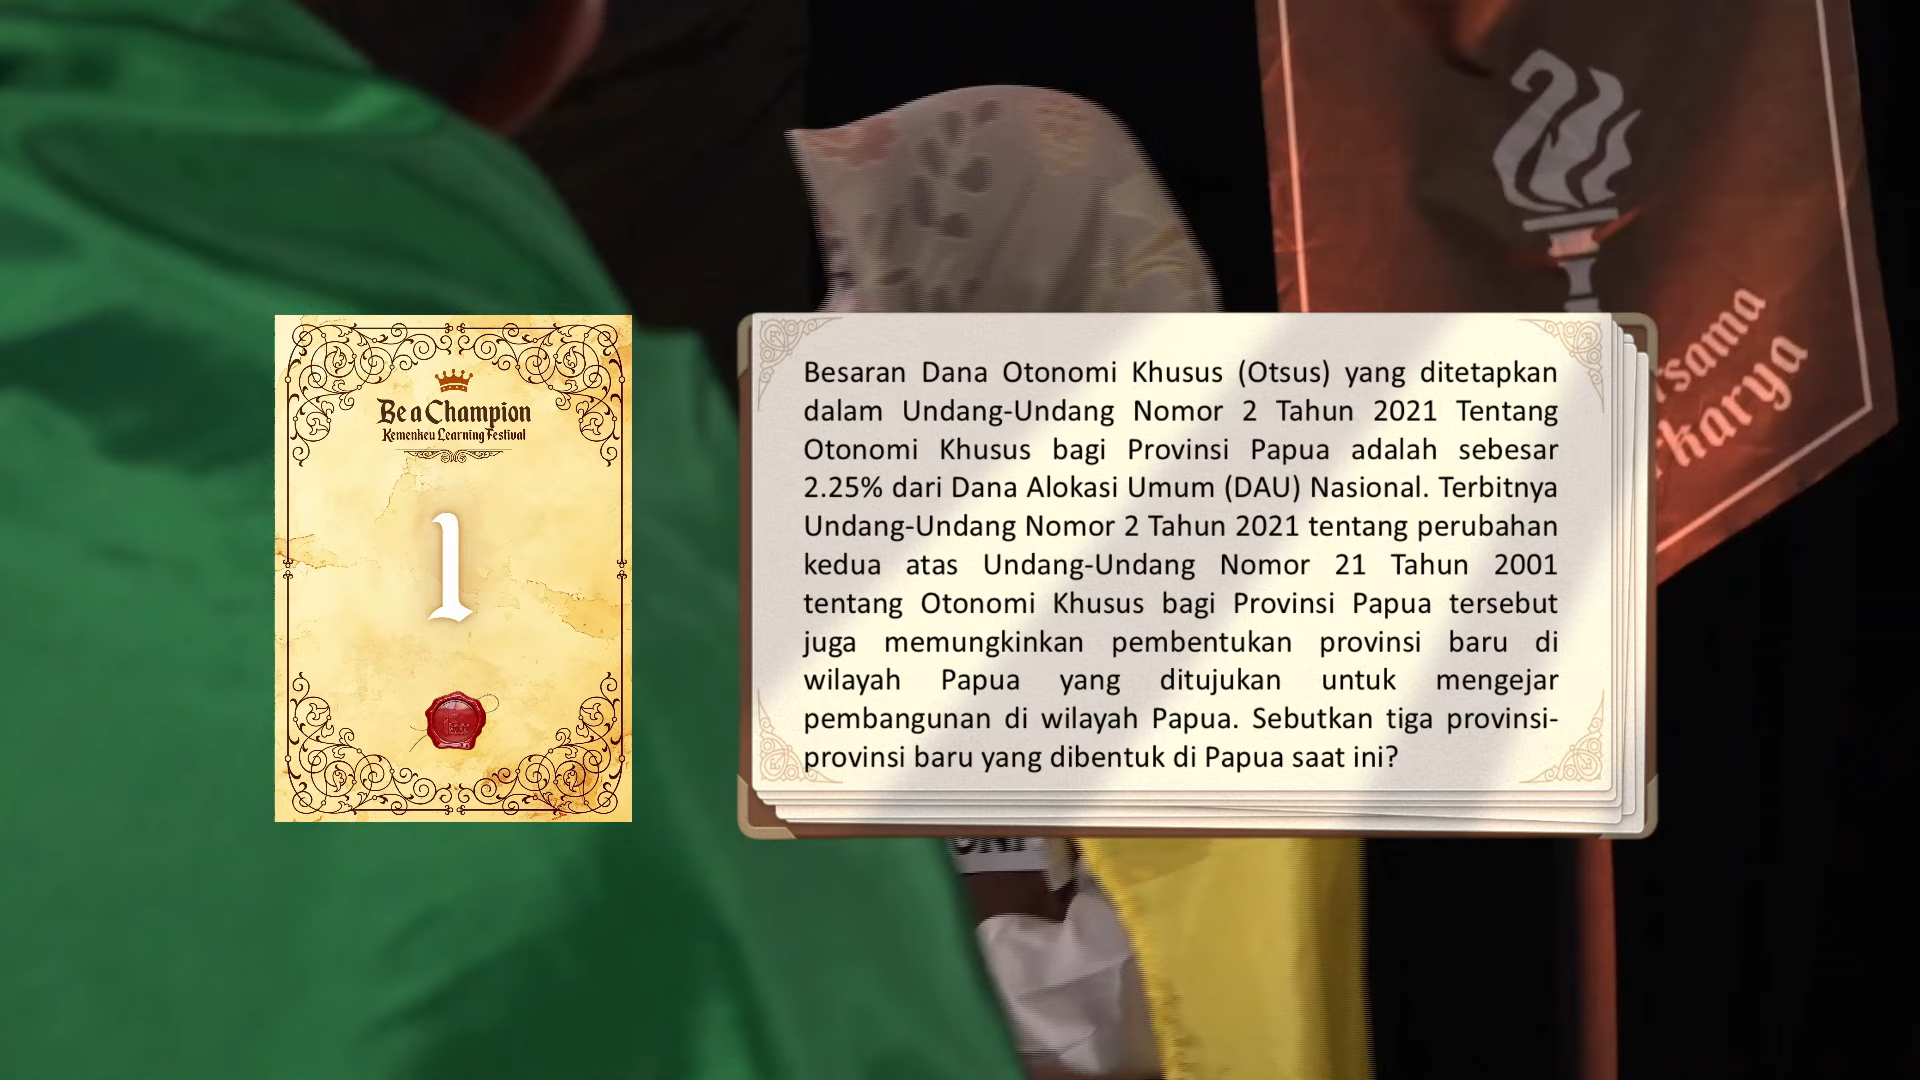 Be a Champion
Kemenkeu Learning Festival
1
Besaran Dana Otonomi Khusus (Otsus) yang ditetapkan
dalam Undang-Undang Nomor 2 Tahun 2021 Tentang
Otonomi Khusus bagi Provinsi Papua adalah sebesar
2.25% dari Dana Alokasi Umum (DAU) Nasional. Terbitnya
Undang-Undang Nomor 2 Tahun 2021 tentang perubahan
kedua atas Undang-Undang Nomor 21 Tahun 2001
tentang Otonomi Khusus bagi Provinsi Papua tersebut
juga memungkinkan pembentukan provinsi baru di
wilayah Papua yang ditujukan untuk mengejar
pembangunan di wilayah Papua. Sebutkan tiga provinsi-
provinsi baru yang dibentuk di Papua saat ini?